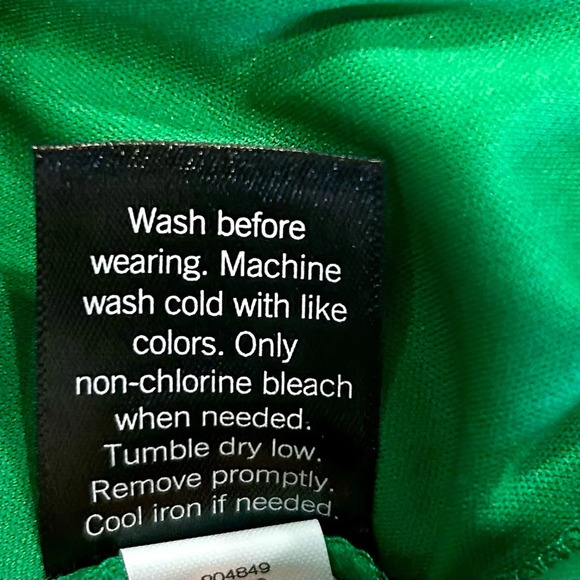 Wash before
wearing. Machine
wash cold with like
colors. Only
non-chlorine bleach
when needed.
Tumble dry low.
Remove promptly.
Cool iron if needed.
904849